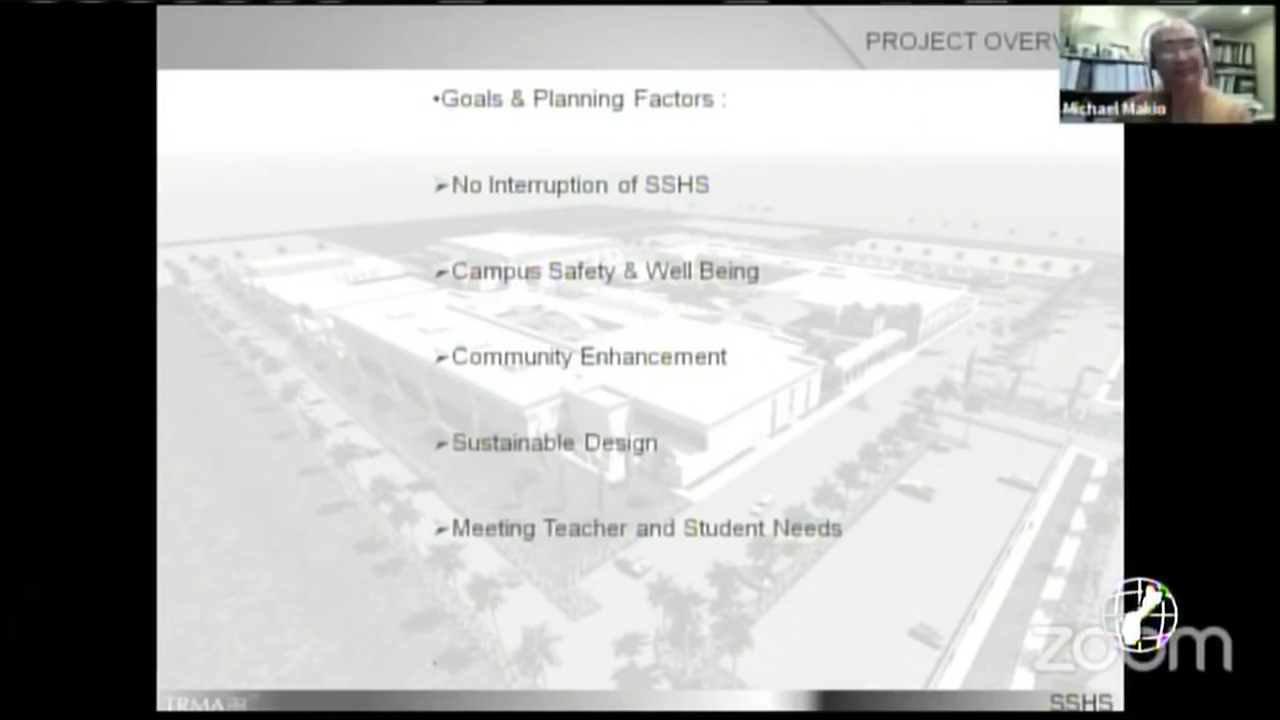 PROJECT OVERV
Michael Makio
•Goals & Planning Factors :
➢No Interruption of SSHS
➢Campus Safety & Well Being
➢Community Enhancement
➢Sustainable Design
➢Meeting Teacher and Student Needs
zoom
TRMA
SSHS